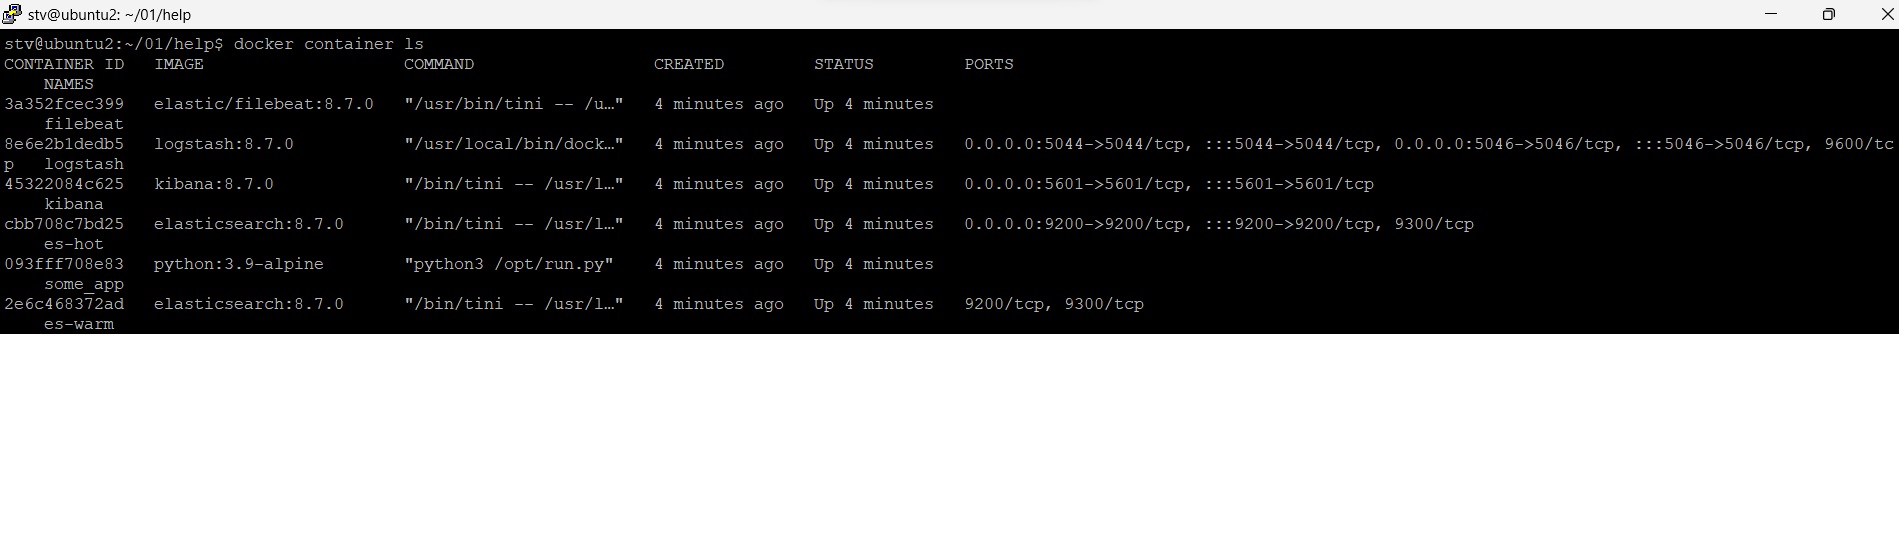 stv@ubuntu2: ~/01/help
stv@ubuntu2:~/01/help$ docker container ls
CONTAINER ID   IMAGE                    COMMAND                  CREATED         STATUS         PORTS
    NAMES
3a352fcec399   elastic/filebeat:8.7.0   "/usr/bin/tini -- /u…"   4 minutes ago   Up 4 minutes
    filebeat
8e6e2b1dedb5   logstash:8.7.0           "/usr/local/bin/dock…"   4 minutes ago   Up 4 minutes   0.0.0.0:5044->5044/tcp, :::5044->5044/tcp, 0.0.0.0:5046->5046/tcp, :::5046->5046/tcp, 9600/tc
p   logstash
45322084c625   kibana:8.7.0             "/bin/tini -- /usr/l…"   4 minutes ago   Up 4 minutes   0.0.0.0:5601->5601/tcp, :::5601->5601/tcp
    kibana
cbb708c7bd25   elasticsearch:8.7.0      "/bin/tini -- /usr/l…"   4 minutes ago   Up 4 minutes   0.0.0.0:9200->9200/tcp, :::9200->9200/tcp, 9300/tcp
    es-hot
093fff708e83   python:3.9-alpine        "python3 /opt/run.py"    4 minutes ago   Up 4 minutes
    some_app
2e6c468372ad   elasticsearch:8.7.0      "/bin/tini -- /usr/l…"   4 minutes ago   Up 4 minutes   9200/tcp, 9300/tcp
    es-warm